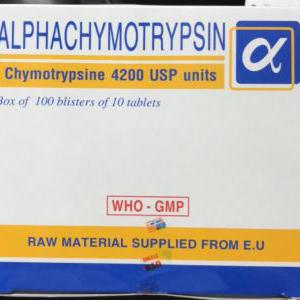 ALPHACHYMOTRYPSIN
Chymotrypsine 4200 USP units
Box of 100 blisters of 10 tablets
α
WHO - GMP
RAW MATERIAL SUPPLIED FROM E.U